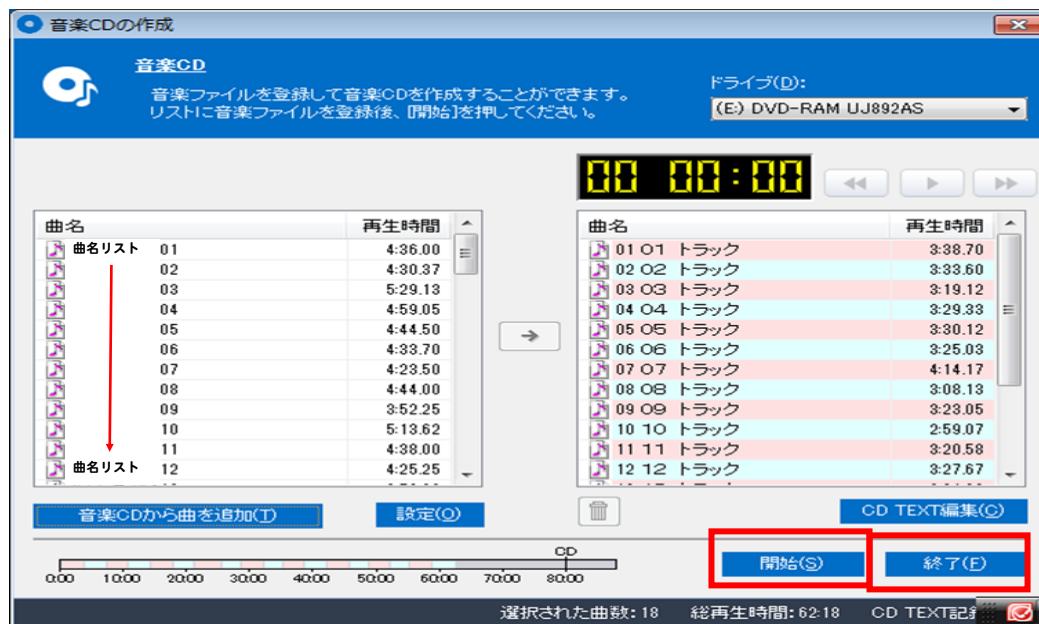 音楽CDの作成
音楽CD
音楽ファイルを登録して音楽CDを作成することができます。
リストに音楽ファイルを登録後、[開始]を押してください。
ドライブ(D):
(E:) DVD-RAM UJ892AS
00 00:00
曲名 再生時間
曲名リスト 01 4:36.00
02 4:30.37
03 5:29.13
04 4:59.05
05 4:44.50
06 4:33.70
07 4:23.50
08 4:44.00
09 3:52.25
10 5:13.62
11 4:38.00
曲名リスト 12 4:25.25
曲名 再生時間
01 01 トラック 3:38.70
02 02 トラック 3:33.60
03 03 トラック 3:19.12
04 04 トラック 3:29.33
05 05 トラック 3:30.12
06 06 トラック 3:25.03
07 07 トラック 4:14.17
08 08 トラック 3:08.13
09 09 トラック 3:23.05
10 10 トラック 2:59.07
11 11 トラック 3:20.58
12 12 トラック 3:27.67
音楽CDから曲を追加(T)
設定(O)
CD TEXT編集(C)
CD
0:00 10:00 20:00 30:00 40:00 50:00 60:00 70:00 80:00
開始(S)
終了(F)
選択された曲数: 18 総再生時間: 62:18 CD TEXT記